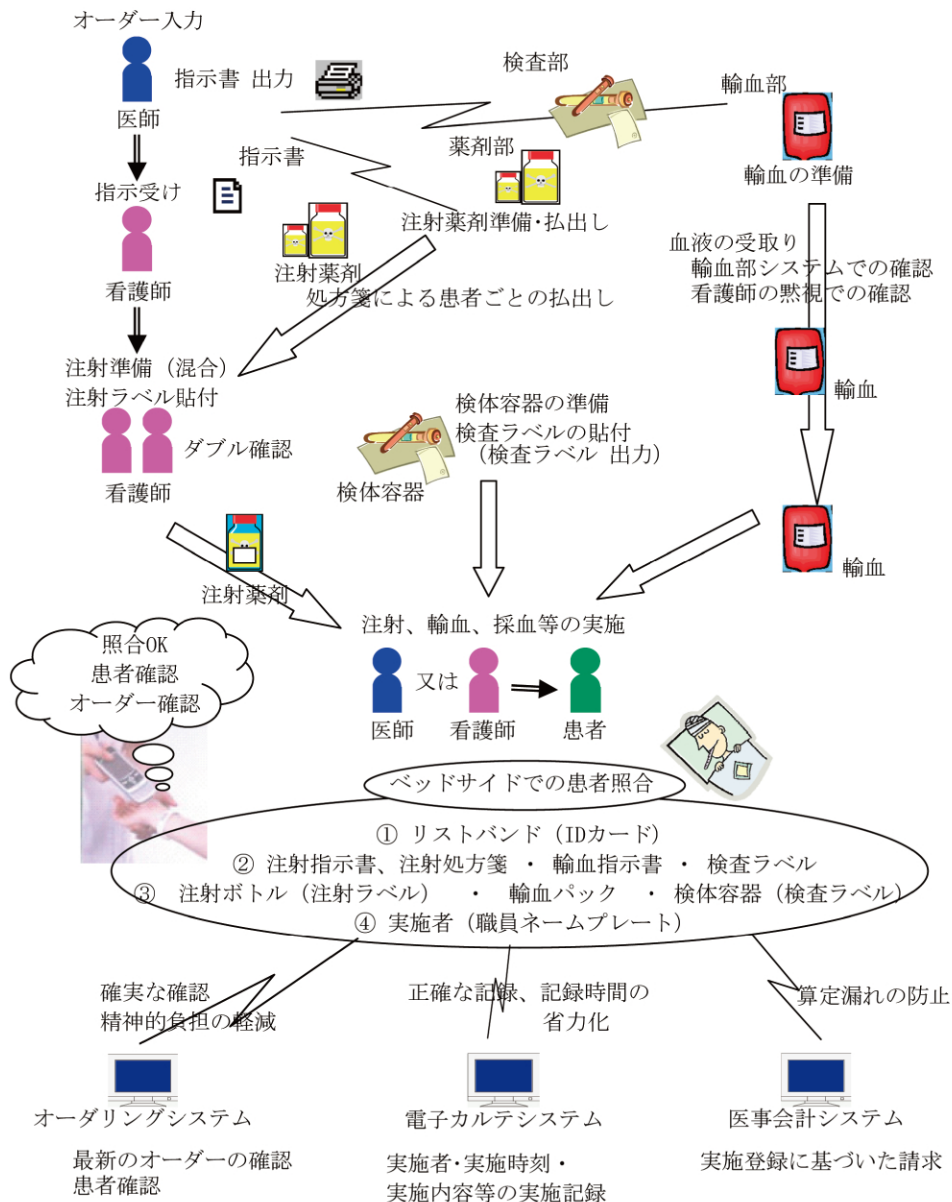 オーダー入力
指示書 出力
医師
検査部
輸血部
輸血の準備
指示書
薬剤部
注射薬剤準備・払出し
指示受け
看護師
注射薬剤
処方箋による患者ごとの払出し
血液の受取り
輸血部システムでの確認
看護師の黙視での確認
輸血
注射準備（混合）
注射ラベル貼付
ダブル確認
看護師
検体容器の準備
検査ラベルの貼付
（検査ラベル 出力）
検体容器
輸血
注射薬剤
注射、輸血、採血等の実施
照合OK
患者確認
オーダー確認
医師
又は
看護師
患者
ベッドサイドでの患者照合
① リストバンド（IDカード）
② 注射指示書、注射処方箋 ・ 輸血指示書 ・ 検査ラベル
③ 注射ボトル（注射ラベル） ・ 輸血パック ・ 検体容器（検査ラベル）
④ 実施者（職員ネームプレート）
確実な確認
精神的負担の軽減
正確な記録、記録時間の
省力化
算定漏れの防止
オーダリングシステム
最新のオーダーの確認
患者確認
電子カルテシステム
実施者・実施時刻・
実施内容等の実施記録
医事会計システム
実施登録に基づいた請求